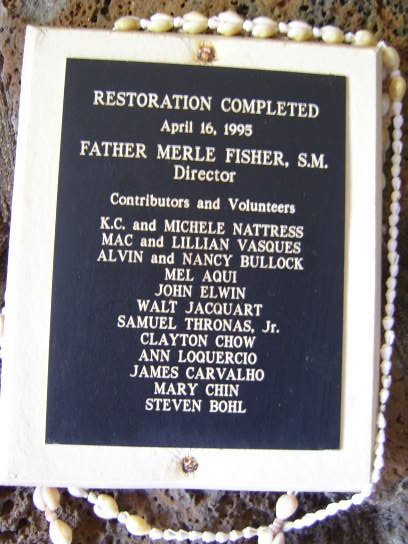 RESTORATION COMPLETED
April 16, 1995
FATHER MERLE FISHER, S.M.
Director
Contributors and Volunteers
K.C. and MICHELE NATTRESS
MAC and LILLIAN VASQUES
ALVIN and NANCY BULLOCK
MEL AQUI
JOHN ELWIN
WALT JACQUART
SAMUEL THRONAS, Jr.
CLAYTON CHOW
ANN LOQUERCIO
JAMES CARVALHO
MARY CHIN
STEVEN BOHL